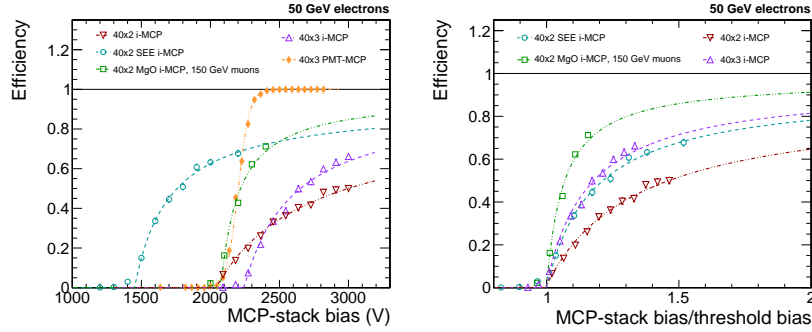 50 GeV electrons
40x2 i-MCP
40x3 i-MCP
40x2 SEE i-MCP
40x3 PMT-MCP
40x2 MgO i-MCP, 150 GeV muons
Efficiency
1.2
1
0.8
0.6
0.4
0.2
0
1000 1500 2000 2500 3000
MCP-stack bias (V)
50 GeV electrons
40x2 SEE i-MCP
40x2 i-MCP
40x2 MgO i-MCP, 150 GeV muons
40x3 i-MCP
Efficiency
1.2
1
0.8
0.6
0.4
0.2
0
1 1.5 2
MCP-stack bias/threshold bias